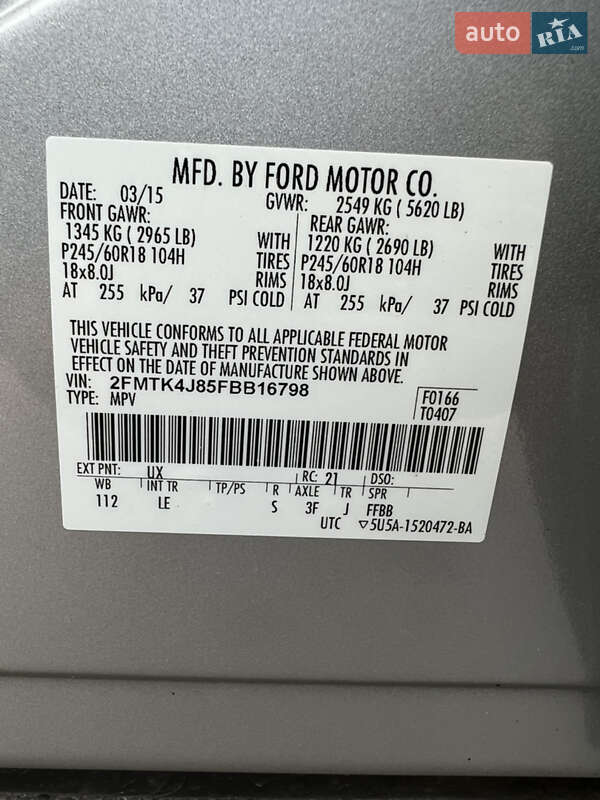 auto RIA .com
MFD. BY FORD MOTOR CO.
DATE: 03/15 GVWR: 2549 KG ( 5620 LB)
FRONT GAWR: REAR GAWR:
1345 KG ( 2965 LB) WITH 1220 KG ( 2690 LB) WITH
P245/60R18 104H TIRES P245/60R18 104H TIRES
18x8.0J RIMS 18x8.0J RIMS
AT 255 kPa/ 37 PSI COLD AT 255 kPa/ 37 PSI COLD
THIS VEHICLE CONFORMS TO ALL APPLICABLE FEDERAL MOTOR
VEHICLE SAFETY AND THEFT PREVENTION STANDARDS IN
EFFECT ON THE DATE OF MANUFACTURE SHOWN ABOVE.
VIN: 2FMTK4J85FBB16798 F0166
TYPE: MPV T0407
EXT PNT: UX RC: 21 DSO:
WB INT TR TP/PS R AXLE TR SPR
112 LE S 3F J FFBB
UTC ▽5U5A-1520472-BA